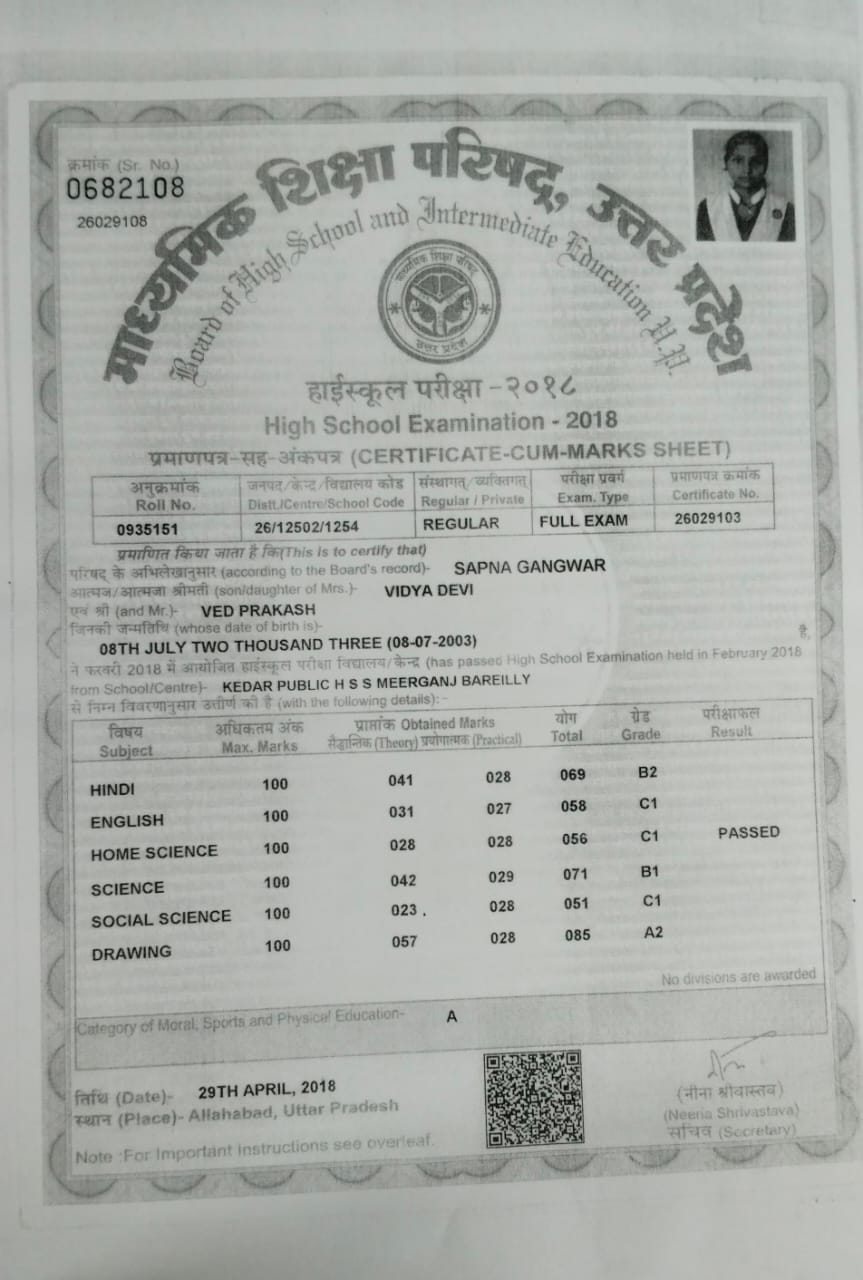 क्रमांक (Sr. No.)
0682108
26029108
माध्यमिक शिक्षा परिषद्, उत्तर प्रदेश
Board of High School and Intermediate Education U.P.
माध्यमिक शिक्षा परिषद्
उत्तर प्रदेश
हाईस्कूल परीक्षा -२०१८
High School Examination - 2018
प्रमाणपत्र-सह-अंकपत्र (CERTIFICATE-CUM-MARKS SHEET)
अनुक्रमांक जनपद/केन्द्र/विद्यालय कोड संस्थागत्/व्यक्तिगत् परीक्षा प्रवर्ग प्रमाणपत्र क्रमांक
Roll No. Distt./Centre/School Code Regular / Private Exam. Type Certificate No.
0935151 26/12502/1254 REGULAR FULL EXAM 26029103
प्रमाणित किया जाता है कि(This is to certify that)
परिषद के अभिलेखानुसार (according to the Board's record)- SAPNA GANGWAR
आत्मज/आत्मजा श्रीमती (son/daughter of Mrs.)- VIDYA DEVI
एवं श्री (and Mr.)- VED PRAKASH
जिनकी जन्मतिथि (whose date of birth is)-
08TH JULY TWO THOUSAND THREE (08-07-2003) है,
ने फरवरी 2018 में आयोजित हाईस्कूल परीक्षा विद्यालय/केन्द्र (has passed High School Examination held in February 2018
from School/Centre)- KEDAR PUBLIC H S S MEERGANJ BAREILLY
से निम्न विवरणानुसार उत्तीर्ण की है (with the following details):-
विषय अधिकतम अंक प्राप्तांक Obtained Marks योग ग्रेड परीक्षाफल
Subject Max. Marks सैद्धान्तिक (Theory) प्रयोगात्मक (Practical) Total Grade Result
HINDI 100 041 028 069 B2
ENGLISH 100 031 027 058 C1
HOME SCIENCE 100 028 028 056 C1 PASSED
SCIENCE 100 042 029 071 B1
SOCIAL SCIENCE 100 023 . 028 051 C1
DRAWING 100 057 028 085 A2
No divisions are awarded
Category of Moral, Sports and Physical Education- A
तिथि (Date)- 29TH APRIL, 2018
स्थान (Place)- Allahabad, Uttar Pradesh
(नीना श्रीवास्तव)
(Neena Shrivastava)
सचिव (Secretary)
Note :For Important Instructions see overleaf.